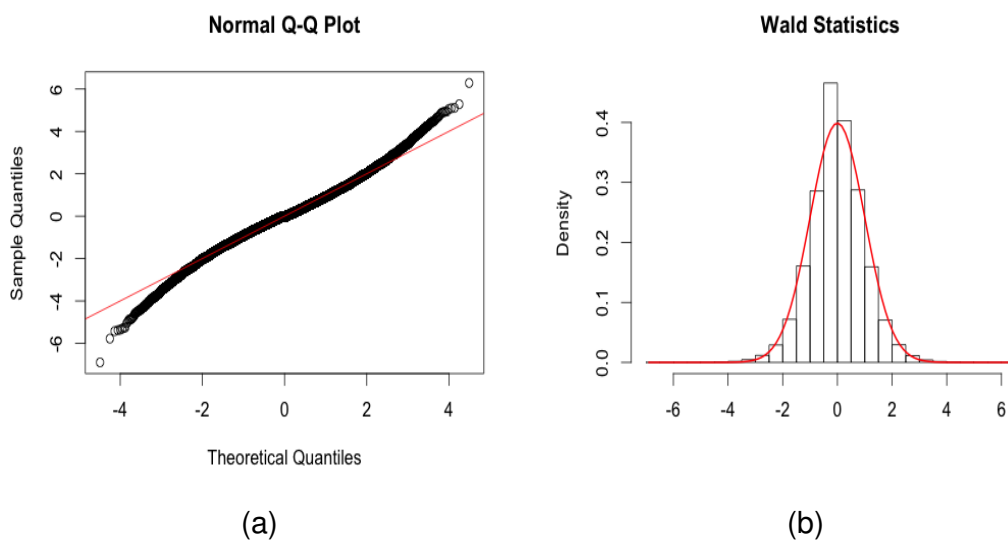 Normal Q-Q Plot
Sample Quantiles
6
4
2
0
-2
-4
-6
-4 -2 0 2 4
Theoretical Quantiles
(a)
Wald Statistics
Density
0.4
0.3
0.2
0.1
0.0
-6 -4 -2 0 2 4 6
(b)